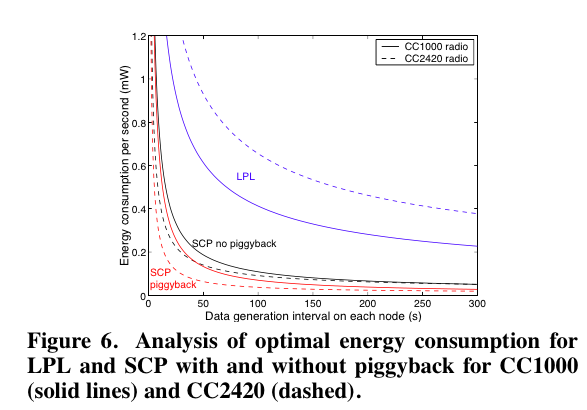 1.2
1
0.8
0.6
0.4
0.2
0
Energy consumption per second (mW)
CC1000 radio
CC2420 radio
LPL
SCP no piggyback
SCP
piggyback
0 50 100 150 200 250 300
Data generation interval on each node (s)
Figure 6. Analysis of optimal energy consumption for
LPL and SCP with and without piggyback for CC1000
(solid lines) and CC2420 (dashed).